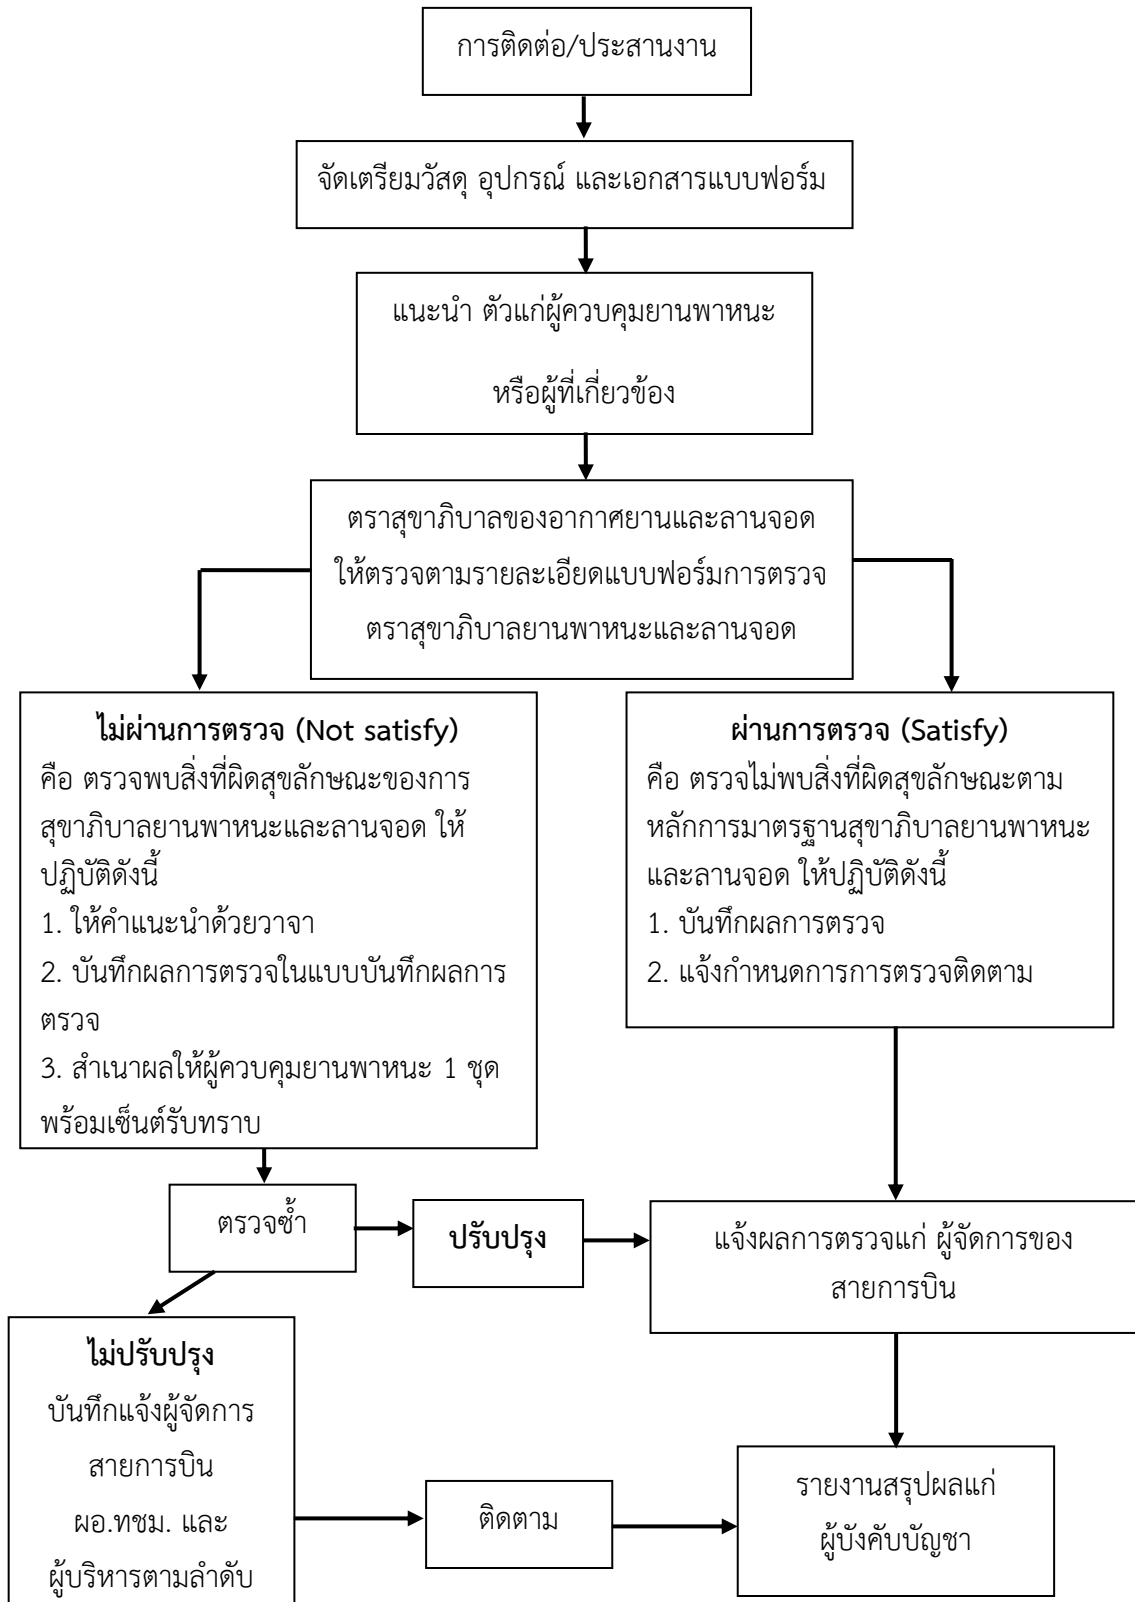 การติดต่อ/ประสานงาน
จัดเตรียมวัสดุ อุปกรณ์ และเอกสารแบบฟอร์ม
แนะนำ ตัวแก่ผู้ควบคุมยานพาหนะ
หรือผู้ที่เกี่ยวข้อง
ตราสุขาภิบาลของอากาศยานและลานจอด
ให้ตรวจตามรายละเอียดแบบฟอร์มการตรวจ
ตราสุขาภิบาลยานพาหนะและลานจอด
ไม่ผ่านการตรวจ (Not satisfy)
คือ ตรวจพบสิ่งที่ผิดสุขลักษณะของการ
สุขาภิบาลยานพาหนะและลานจอด ให้
ปฏิบัติดังนี้
1. ให้คำแนะนำด้วยวาจา
2. บันทึกผลการตรวจในแบบบันทึกผลการ
ตรวจ
3. สำเนาผลให้ผู้ควบคุมยานพาหนะ 1 ชุด
พร้อมเซ็นต์รับทราบ
ผ่านการตรวจ (Satisfy)
คือ ตรวจไม่พบสิ่งที่ผิดสุขลักษณะตาม
หลักการมาตรฐานสุขาภิบาลยานพาหนะ
และลานจอด ให้ปฏิบัติดังนี้
1. บันทึกผลการตรวจ
2. แจ้งกำหนดการการตรวจติดตาม
ตรวจซ้ำ
ปรับปรุง
แจ้งผลการตรวจแก่ ผู้จัดการของ
สายการบิน
ไม่ปรับปรุง
บันทึกแจ้งผู้จัดการ
สายการบิน
ผอ.ทชม. และ
ผู้บริหารตามลำดับ
ติดตาม
รายงานสรุปผลแก่
ผู้บังคับบัญชา